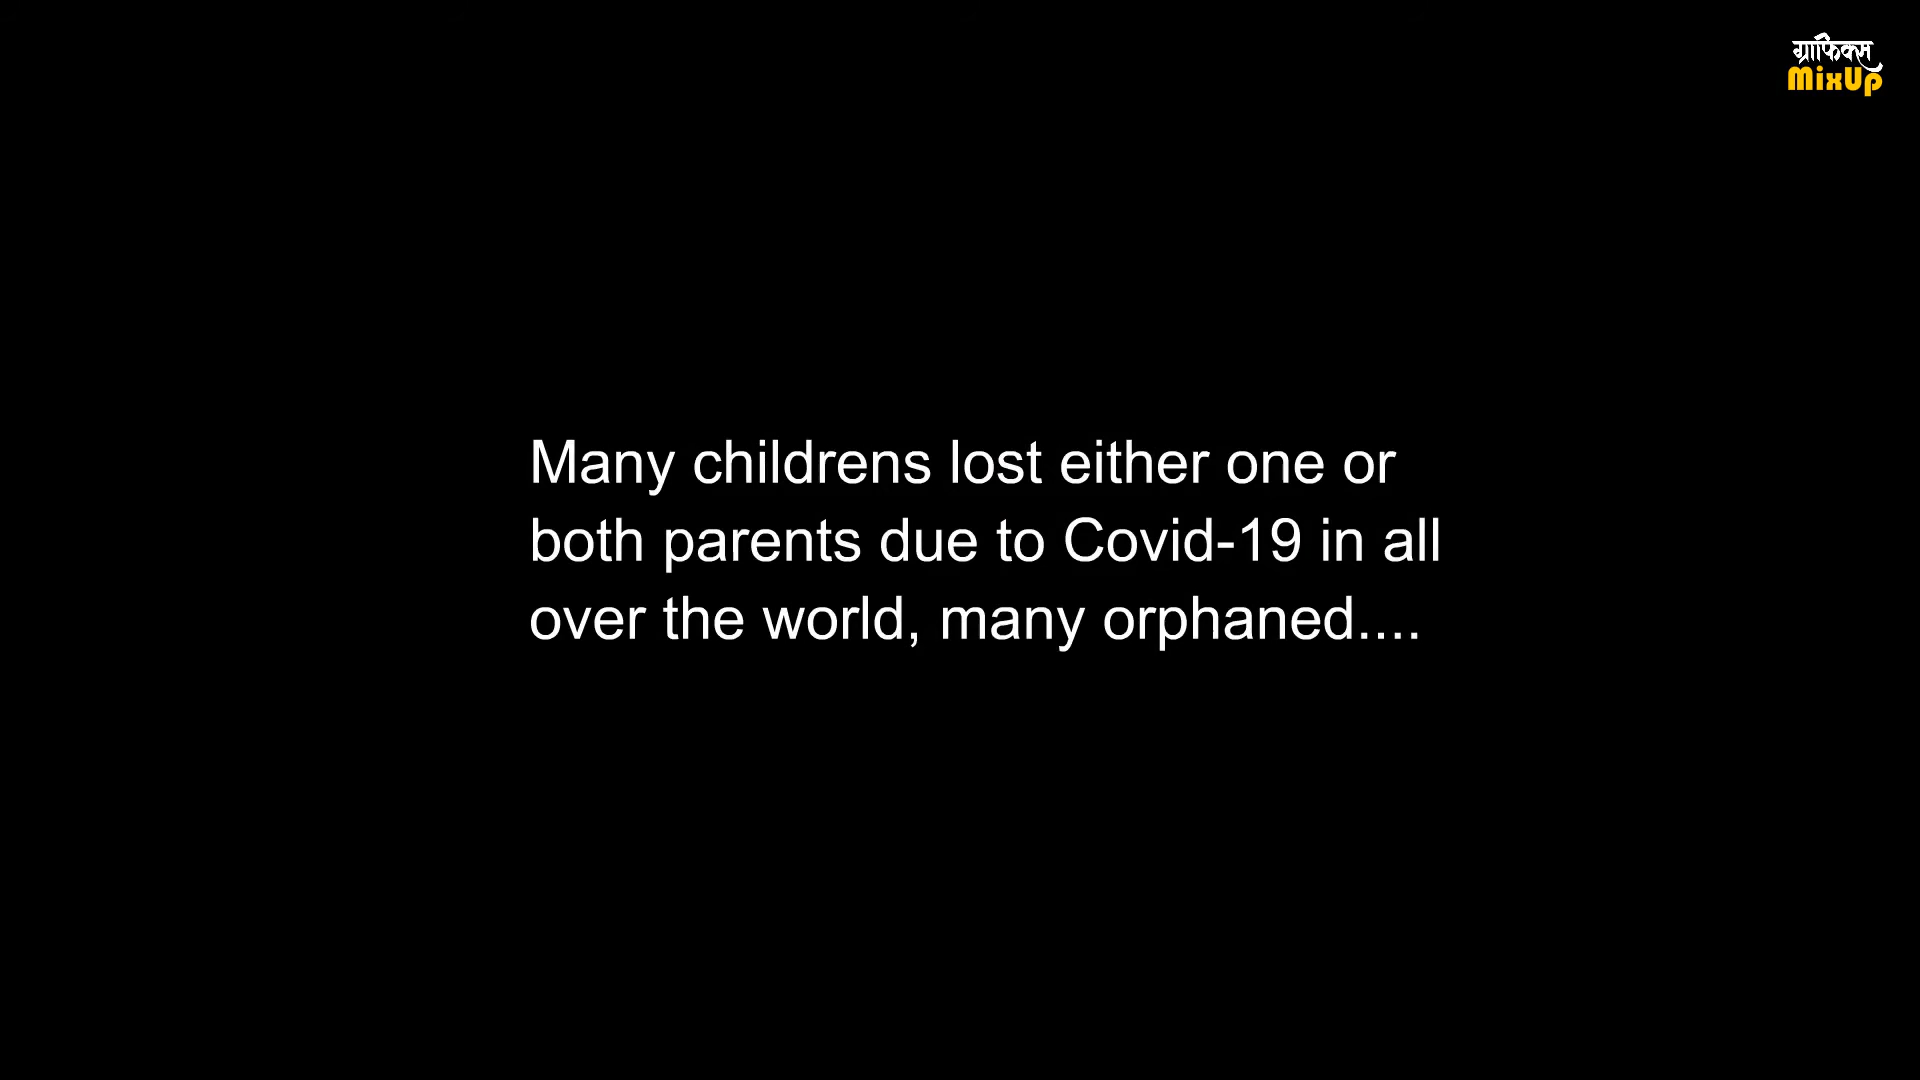 ग्राफिक्स
MixUp
Many childrens lost either one or
both parents due to Covid-19 in all
over the world, many orphaned....